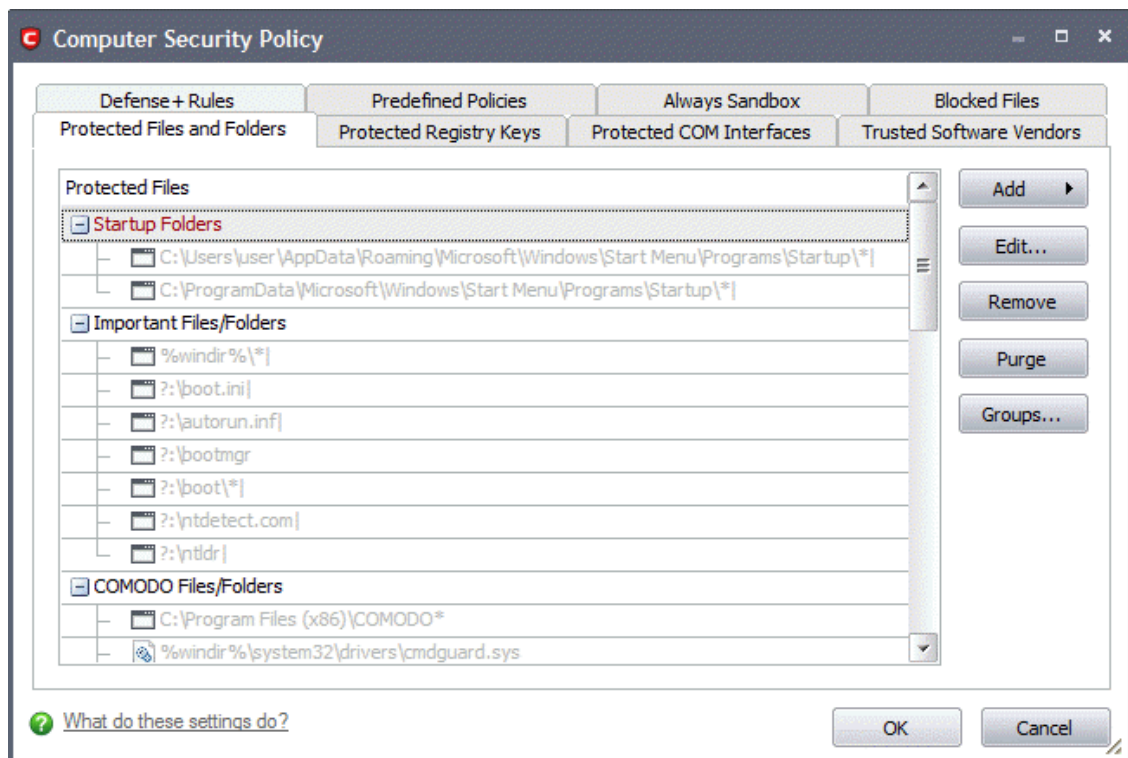 Computer Security Policy
Defense+ Rules
Predefined Policies
Always Sandbox
Blocked Files
Protected Files and Folders
Protected Registry Keys
Protected COM Interfaces
Trusted Software Vendors
Protected Files
Startup Folders
C:\Users\user\AppData\Roaming\Microsoft\Windows\Start Menu\Programs\Startup\*|
C:\ProgramData\Microsoft\Windows\Start Menu\Programs\Startup\*|
Important Files/Folders
%windir%\*|
?:\boot.ini|
?:\autorun.inf|
?:\bootmgr
?:\boot\*|
?:\ntdetect.com|
?:\ntldr|
COMODO Files/Folders
C:\Program Files (x86)\COMODO*
%windir%\system32\drivers\cmdguard.sys
Add
Edit...
Remove
Purge
Groups...
What do these settings do?
OK
Cancel